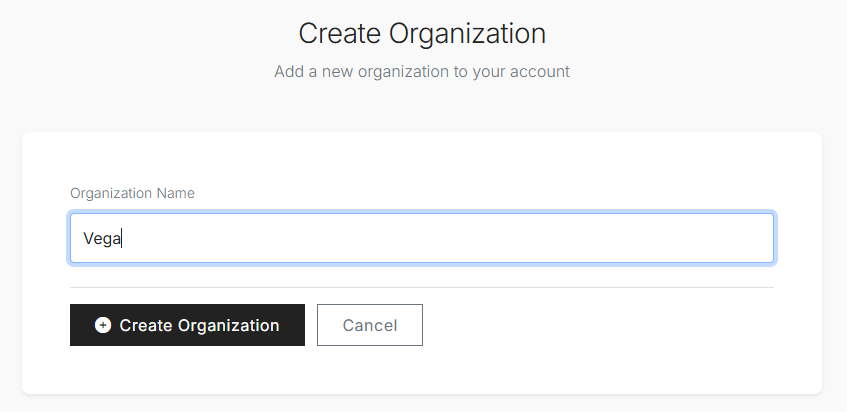 Create Organization
Add a new organization to your account
Organization Name
Vega
Create Organization
Cancel